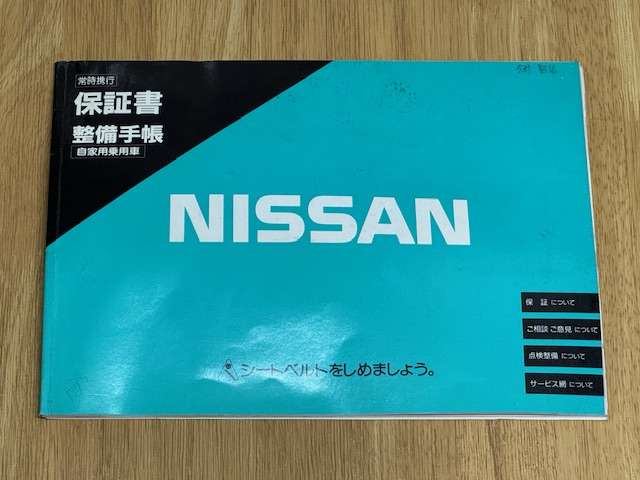 常時携行
保証書
整備手帳
自家用乗用車
NISSAN
保 証 について
ご相談 ご意見 について
点検整備 について
サービス網 について
シートベルトをしめましょう。